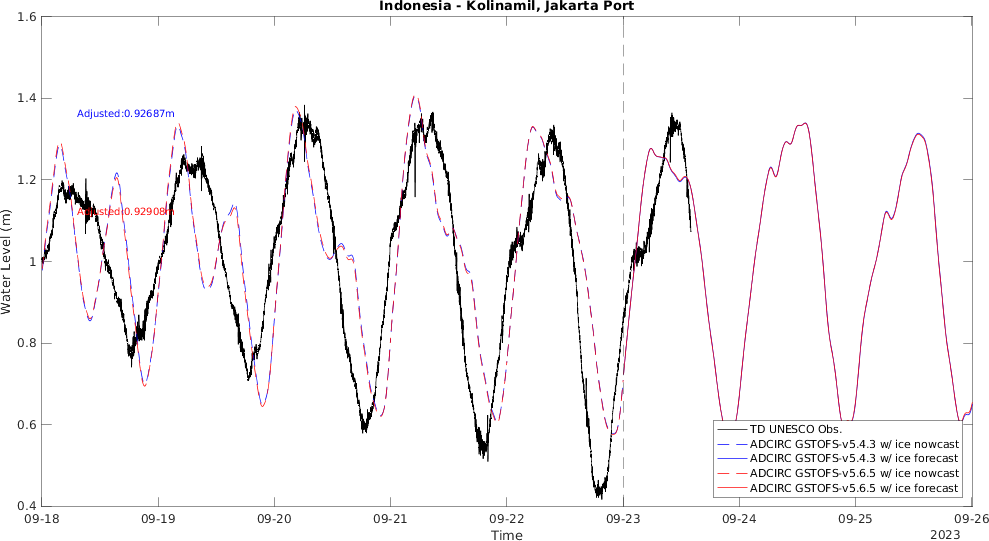 Indonesia - Kolinamil, Jakarta Port
1.6
1.4
1.2
1
0.8
0.6
0.4
Water Level (m)
Adjusted:0.92687m
Adjusted:0.92908m
TD UNESCO Obs.
ADCIRC GSTOFS-v5.4.3 w/ ice nowcast
ADCIRC GSTOFS-v5.4.3 w/ ice forecast
ADCIRC GSTOFS-v5.6.5 w/ ice nowcast
ADCIRC GSTOFS-v5.6.5 w/ ice forecast
09-18 09-19 09-20 09-21 09-22 09-23 09-24 09-25 09-26
Time
2023